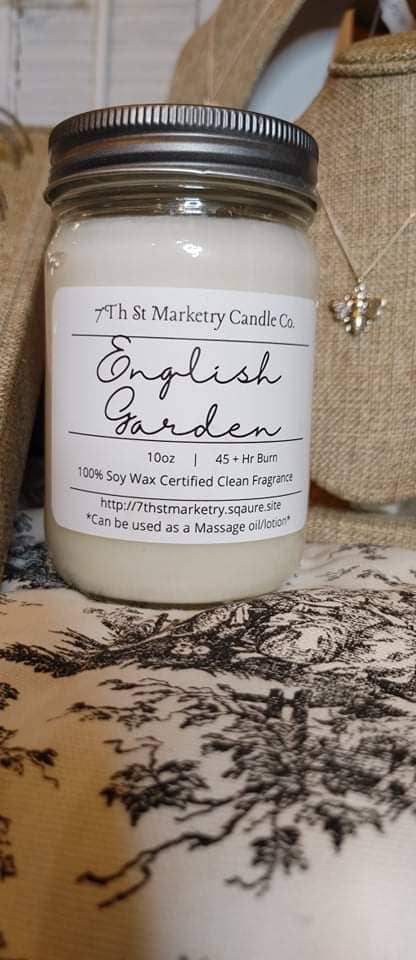 7Th St Marketry Candle Co.
English
Garden
10oz | 45 + Hr Burn
100% Soy Wax Certified Clean Fragrance
http://7thstmarketry.sqaure.site
*Can be used as a Massage oil/lotion*